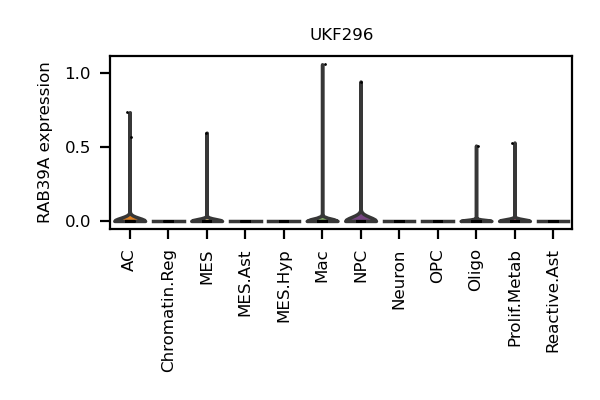 UKF296
RAB39A expression
1.0
0.5
0.0
AC
Chromatin.Reg
MES
MES.Ast
MES.Hyp
Mac
NPC
Neuron
OPC
Oligo
Prolif.Metab
Reactive.Ast